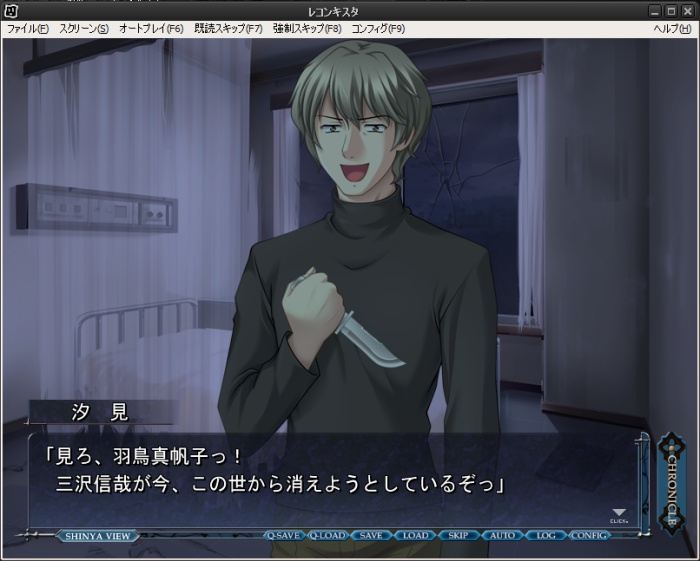 レコンキスタ
ファイル(F) スクリーン(S) オートプレイ(F6) 既読スキップ(F7) 強制スキップ(F8) コンフィグ(F9) ヘルプ(H)
汐見
「見ろ、羽鳥真帆子っ！
三沢信哉が今、この世から消えようとしているぞっ」
CLICK
CHRONICLE
SHINYA VIEW
Q-SAVE Q-LOAD SAVE LOAD SKIP AUTO LOG CONFIG